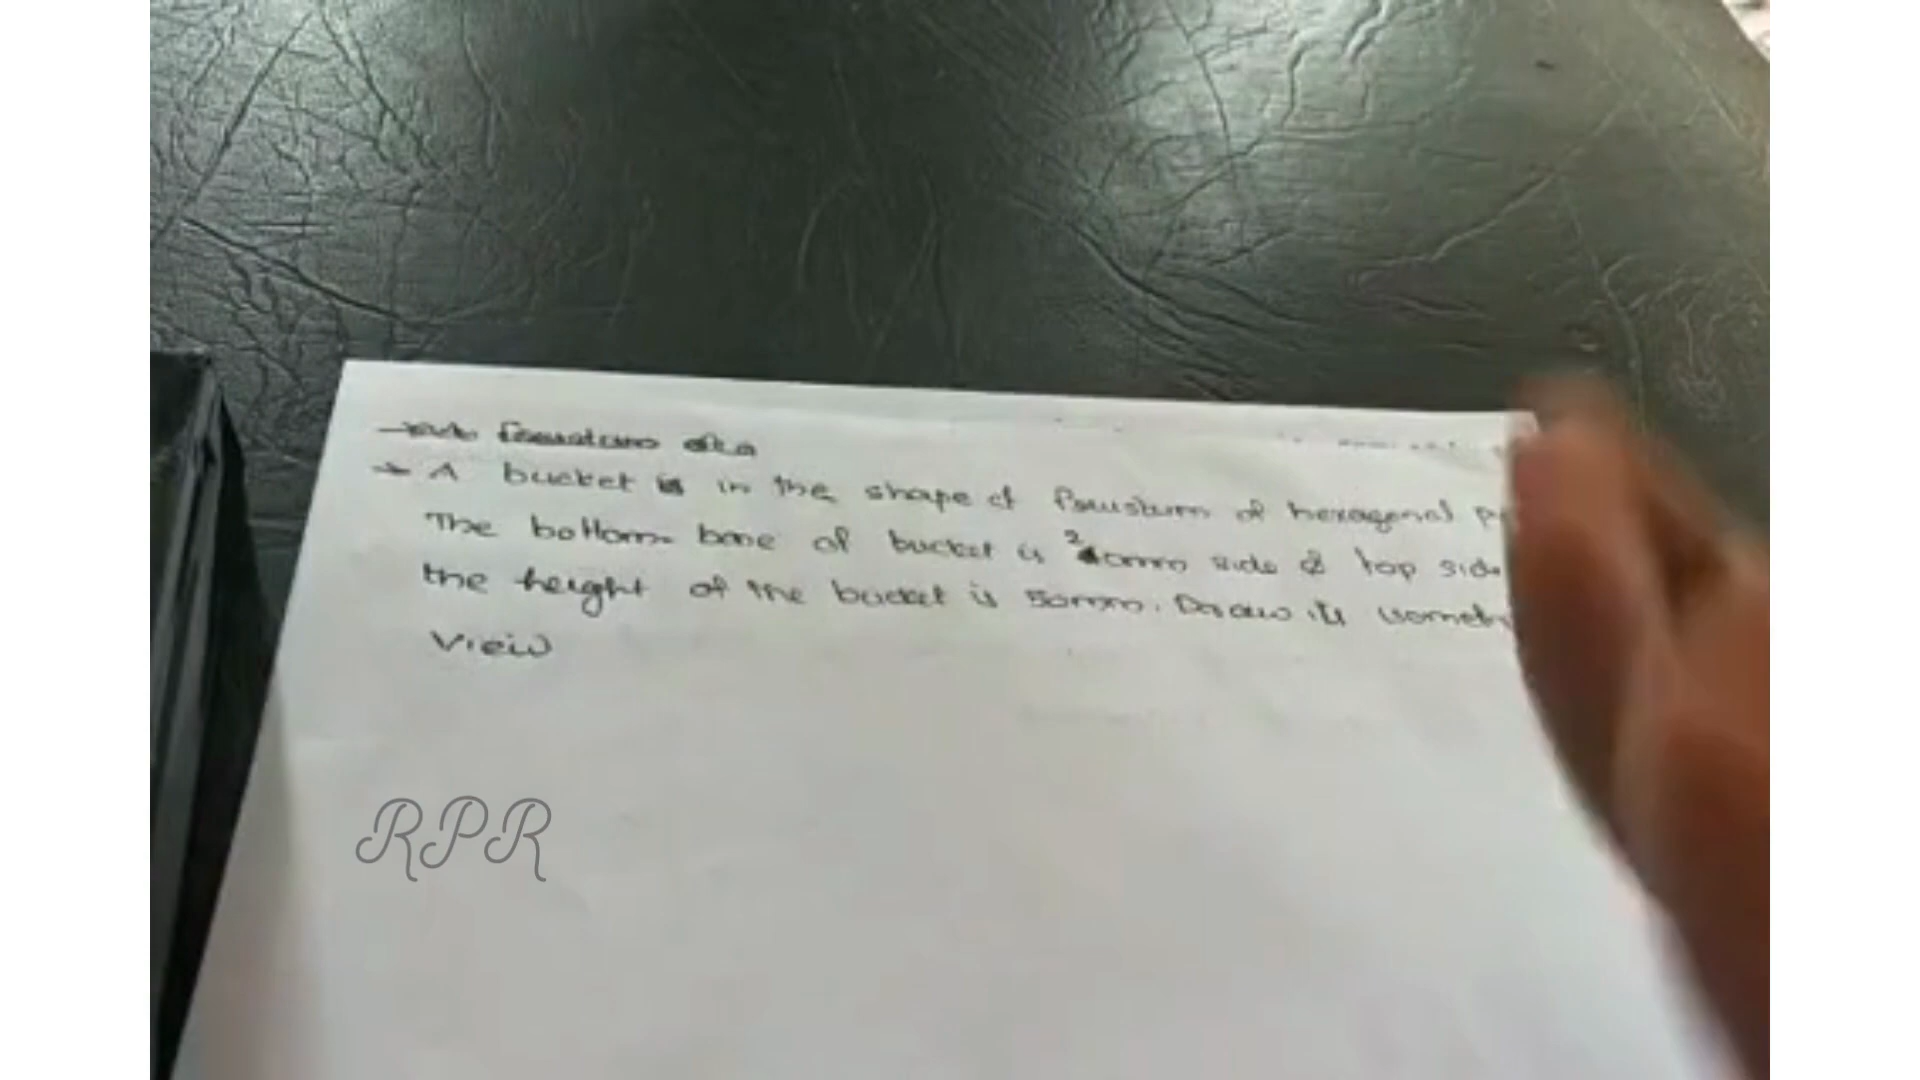 → A bucket is in the shape of frustum of hexagonal
The bottom base of bucket is 20mm side & top side
the height of the bucket is 50mm. Draw its
View
RPR